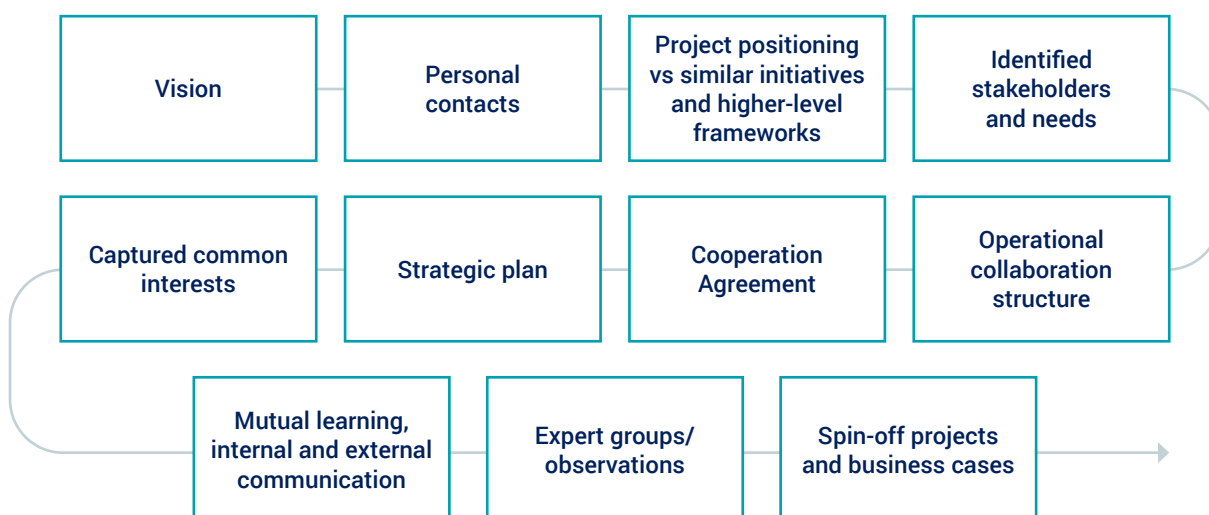 Vision
Personal
contacts
Project positioning
vs similar initiatives
and higher-level
frameworks
Identified
stakeholders
and needs
Captured common
interests
Strategic plan
Cooperation
Agreement
Operational
collaboration
structure
Mutual learning,
internal and external
communication
Expert groups/
observations
Spin-off projects
and business cases